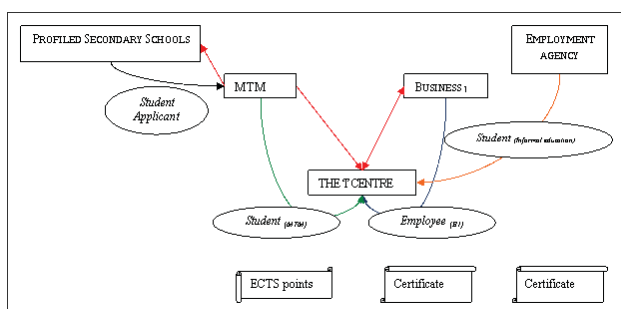 PROFILED SECONDARY SCHOOLS
EMPLOYMENT
AGENCY
MTM
BUSINESS 1
Student
Applicant
Student (Informal education)
THE T CENTRE
Student
Employee
ECTS points
Certificate
Certificate